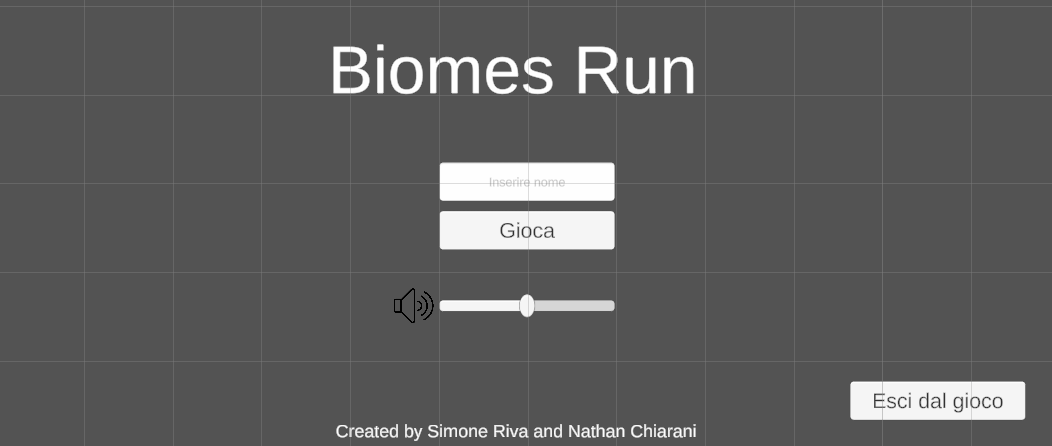 Biomes Run
Inserire nome
Gioca
Esci dal gioco
Created by Simone Riva and Nathan Chiarani